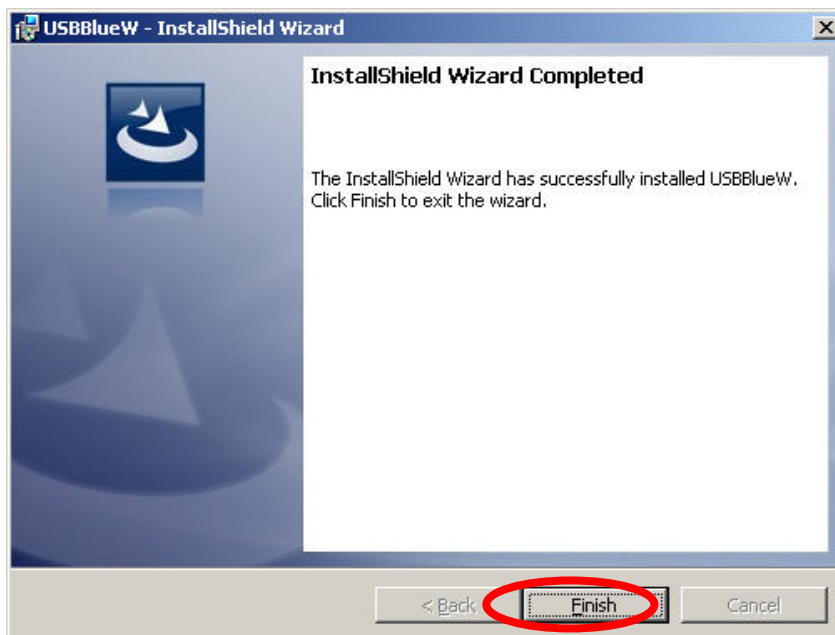 USBBlueW - InstallShield Wizard
InstallShield Wizard Completed
The InstallShield Wizard has successfully installed USBBlueW.
Click Finish to exit the wizard.
< Back
Finish
Cancel